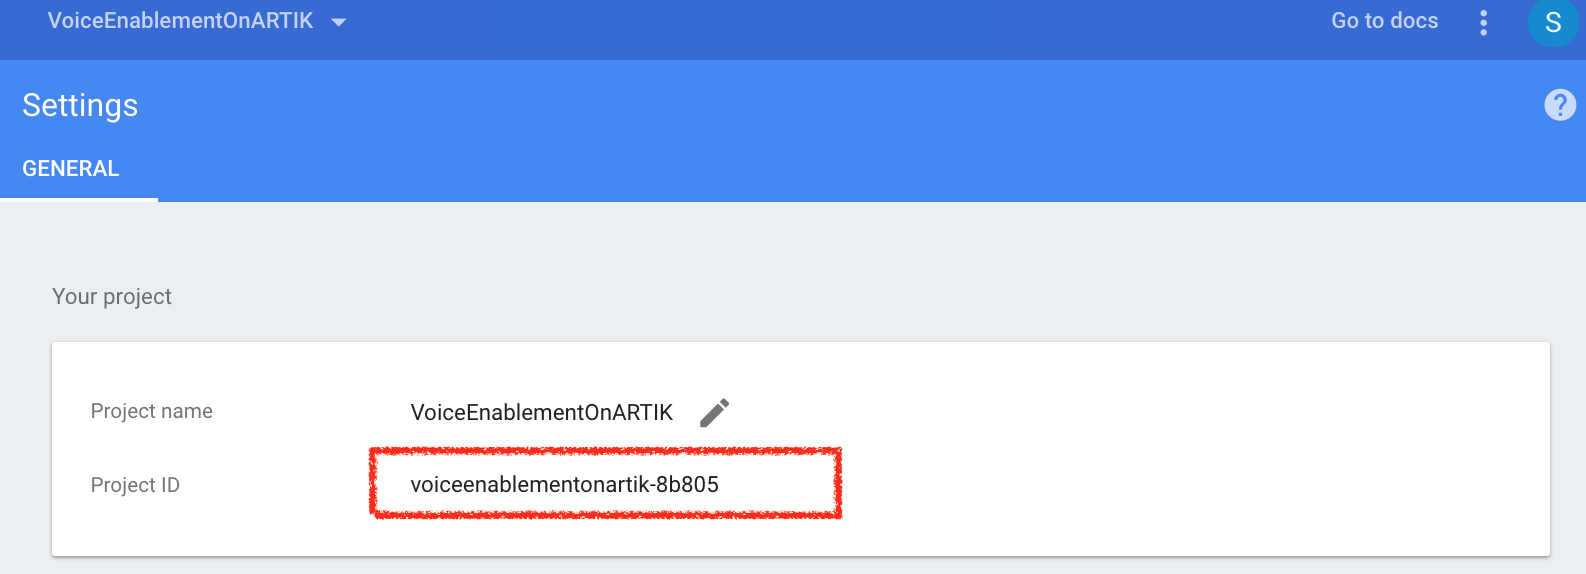 VoiceEnablementOnARTIK
Go to docs
S
Settings
?
GENERAL
Your project
Project name
VoiceEnablementOnARTIK
Project ID
voiceenablementonartik-8b805